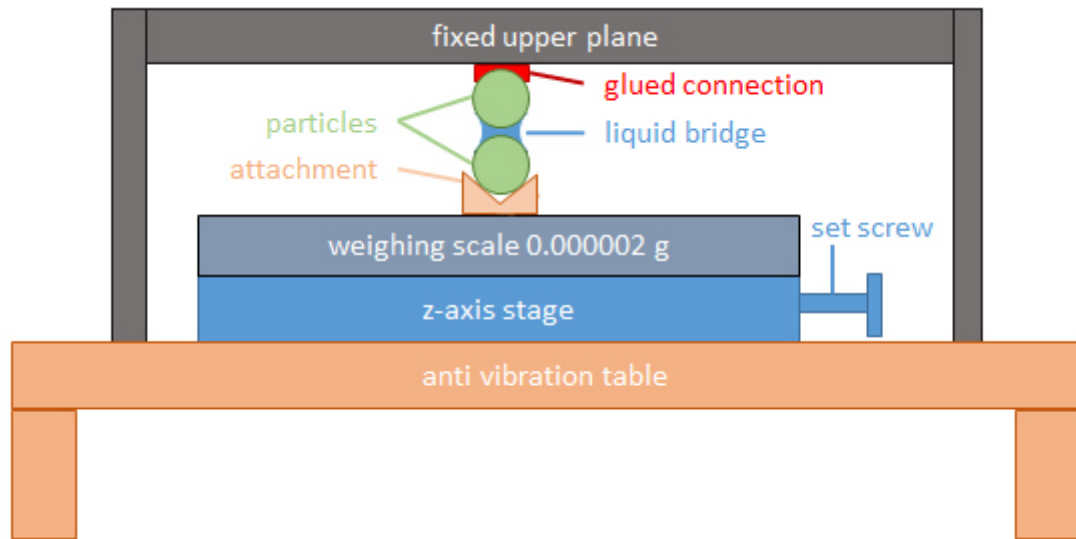 fixed upper plane
glued connection
particles
liquid bridge
attachment
set screw
weighing scale 0.000002 g
z-axis stage
anti vibration table